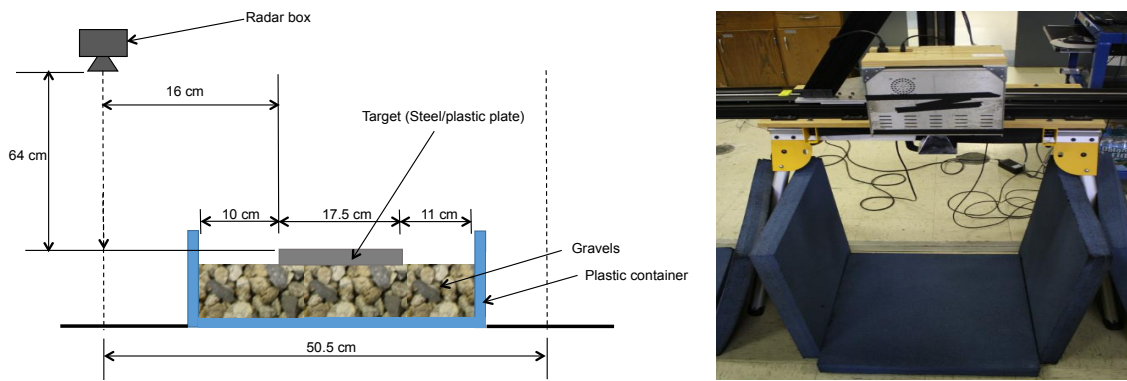 Radar box
16 cm
Target (Steel/plastic plate)
64 cm
10 cm
17.5 cm
11 cm
Gravels
Plastic container
50.5 cm